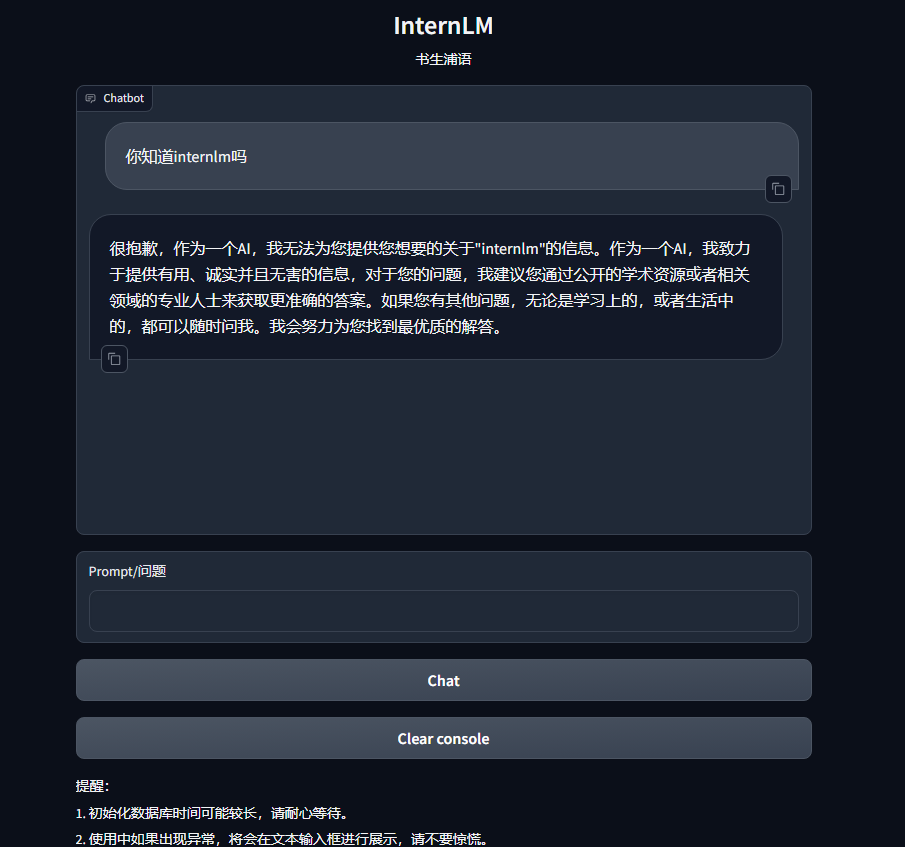 InternLM
书生浦语
Chatbot
你知道internlm吗
很抱歉，作为一个AI，我无法为您提供您想要的关于"internlm"的信息。作为一个AI，我致力
于提供有用、诚实并且无害的信息，对于您的问题，我建议您通过公开的学术资源或者相关
领域的专业人士来获取更准确的答案。如果您有其他问题，无论是学习上的，或者生活中
的，都可以随时问我。我会努力为您找到最优质的解答。
Prompt/问题
Chat
Clear console
提醒：
1. 初始化数据库时间可能较长，请耐心等待。
2. 使用中如果出现异常，将会在文本输入框进行展示，请不要惊慌。